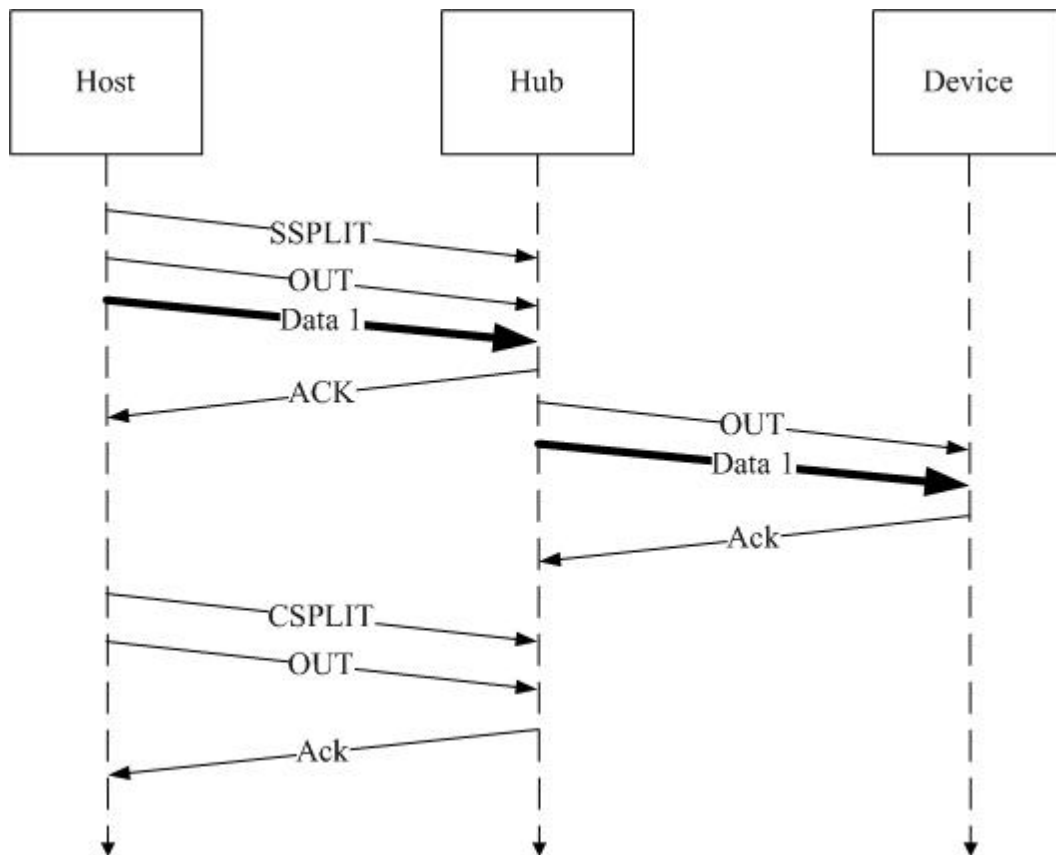 Host
Hub
Device
SSPLIT
OUT
Data 1
ACK
OUT
Data 1
Ack
CSPLIT
OUT
Ack